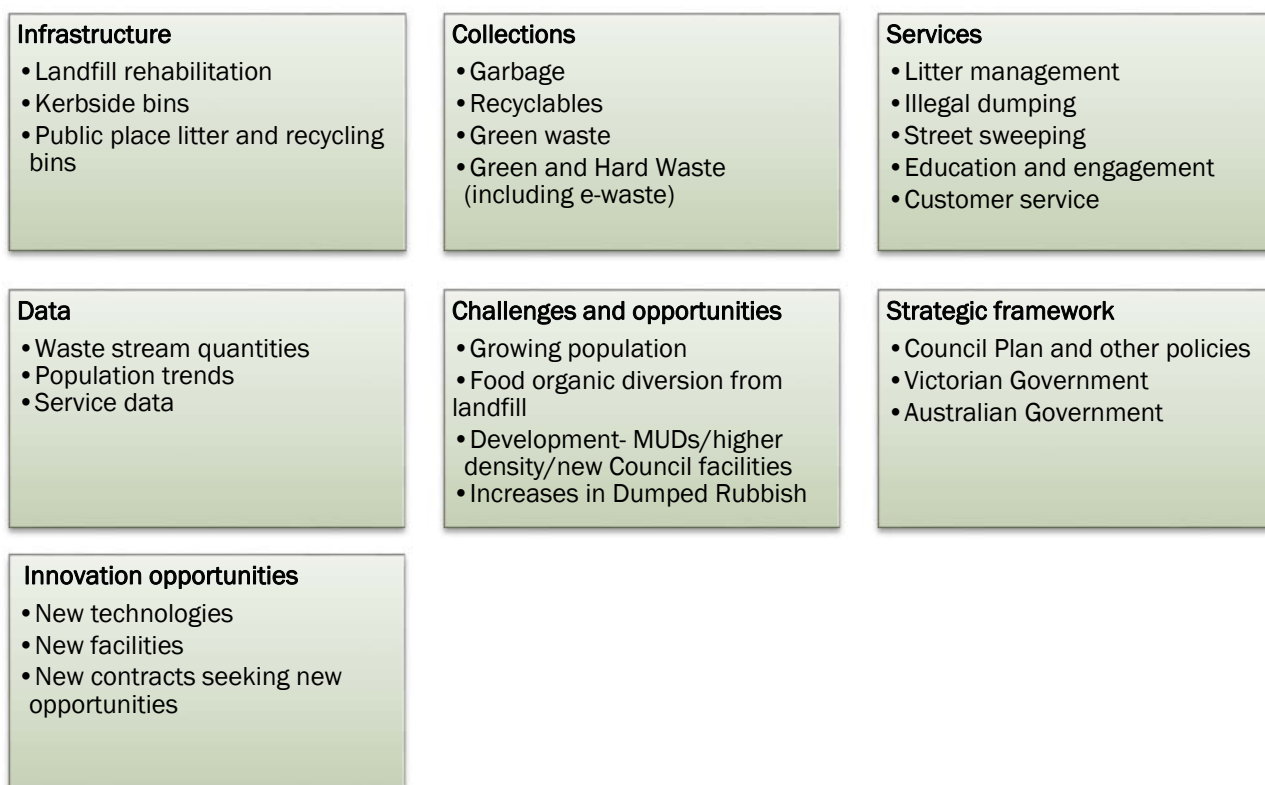 Infrastructure
•Landfill rehabilitation
•Kerbside bins
•Public place litter and recycling
bins
Collections
•Garbage
•Recyclables
•Green waste
•Green and Hard Waste
(including e-waste)
Services
•Litter management
•Illegal dumping
•Street sweeping
•Education and engagement
•Customer service
Data
•Waste stream quantities
•Population trends
•Service data
Challenges and opportunities
•Growing population
•Food organic diversion from
landfill
•Development- MUDs/higher
density/new Council facilities
•Increases in Dumped Rubbish
Strategic framework
•Council Plan and other policies
•Victorian Government
•Australian Government
Innovation opportunities
•New technologies
•New facilities
•New contracts seeking new
opportunities